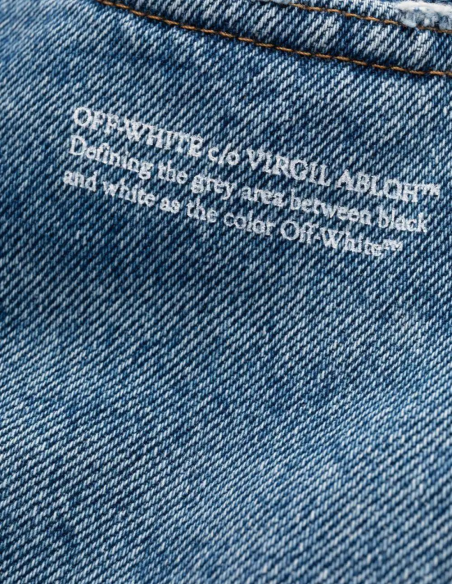 OFF-WHITE c/o VIRGIL ABLOH™
Defining the grey area between black
and white as the color Off-White™